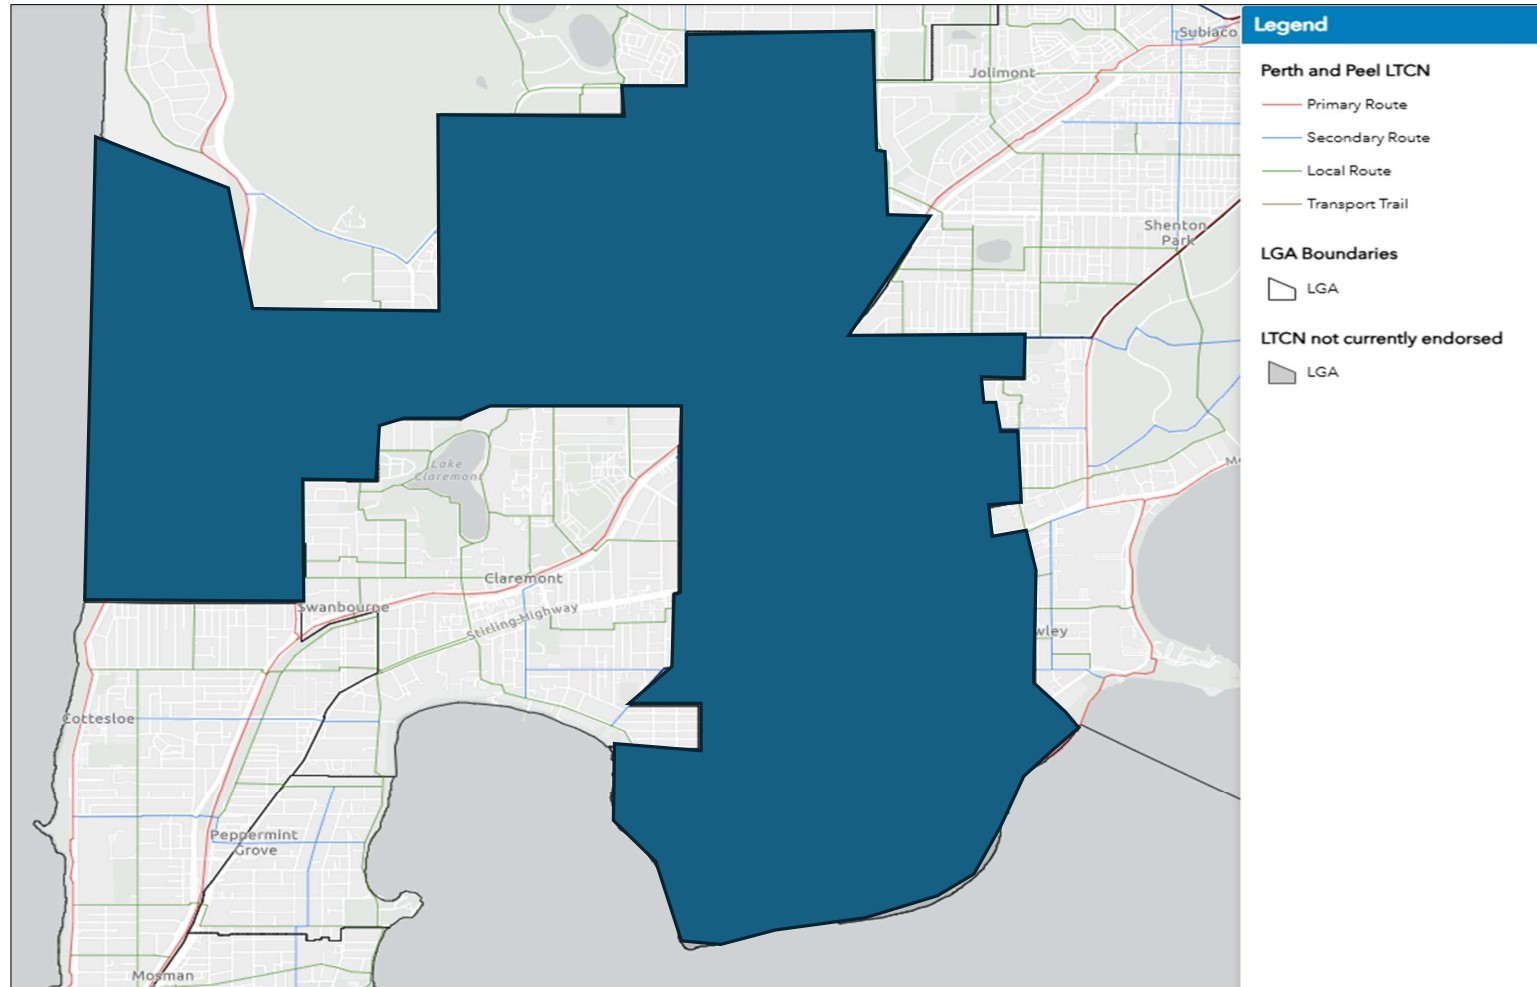 Legend
Perth and Peel LTCN
Primary Route
Secondary Route
Local Route
Transport Trail
LGA Boundaries
LGA
LTCN not currently endorsed
LGA
Subiaco
Jolimont
Shenton
Park
Lake
Claremont
Claremont
Swanbourne
Stirling Highway
wley
Cottesloe
Peppermint
Grove
Mosman